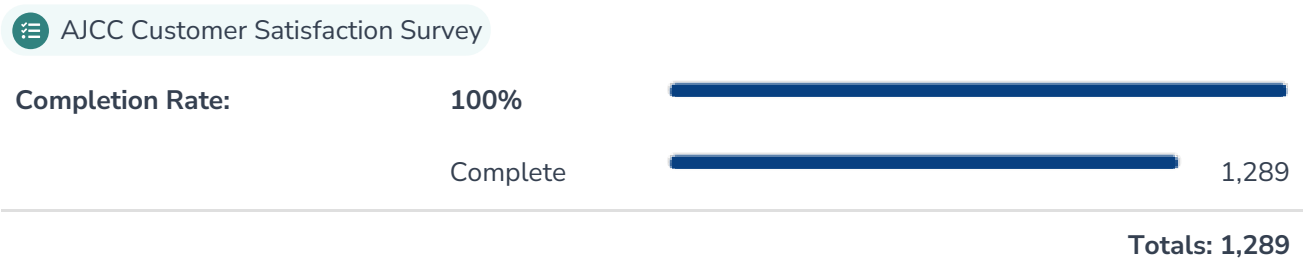 AJCC Customer Satisfaction Survey
Completion Rate: 100%
Complete 1,289
Totals: 1,289